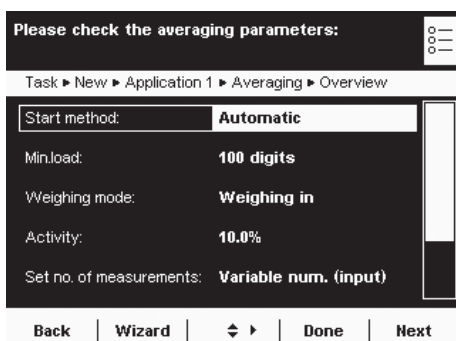 Please check the averaging parameters:
Task ▸ New ▸ Application 1 ▸ Averaging ▸ Overview
Start method: Automatic
Min.load: 100 digits
Weighing mode: Weighing in
Activity: 10.0%
Set no. of measurements: Variable num. (input)
Back Wizard Done Next